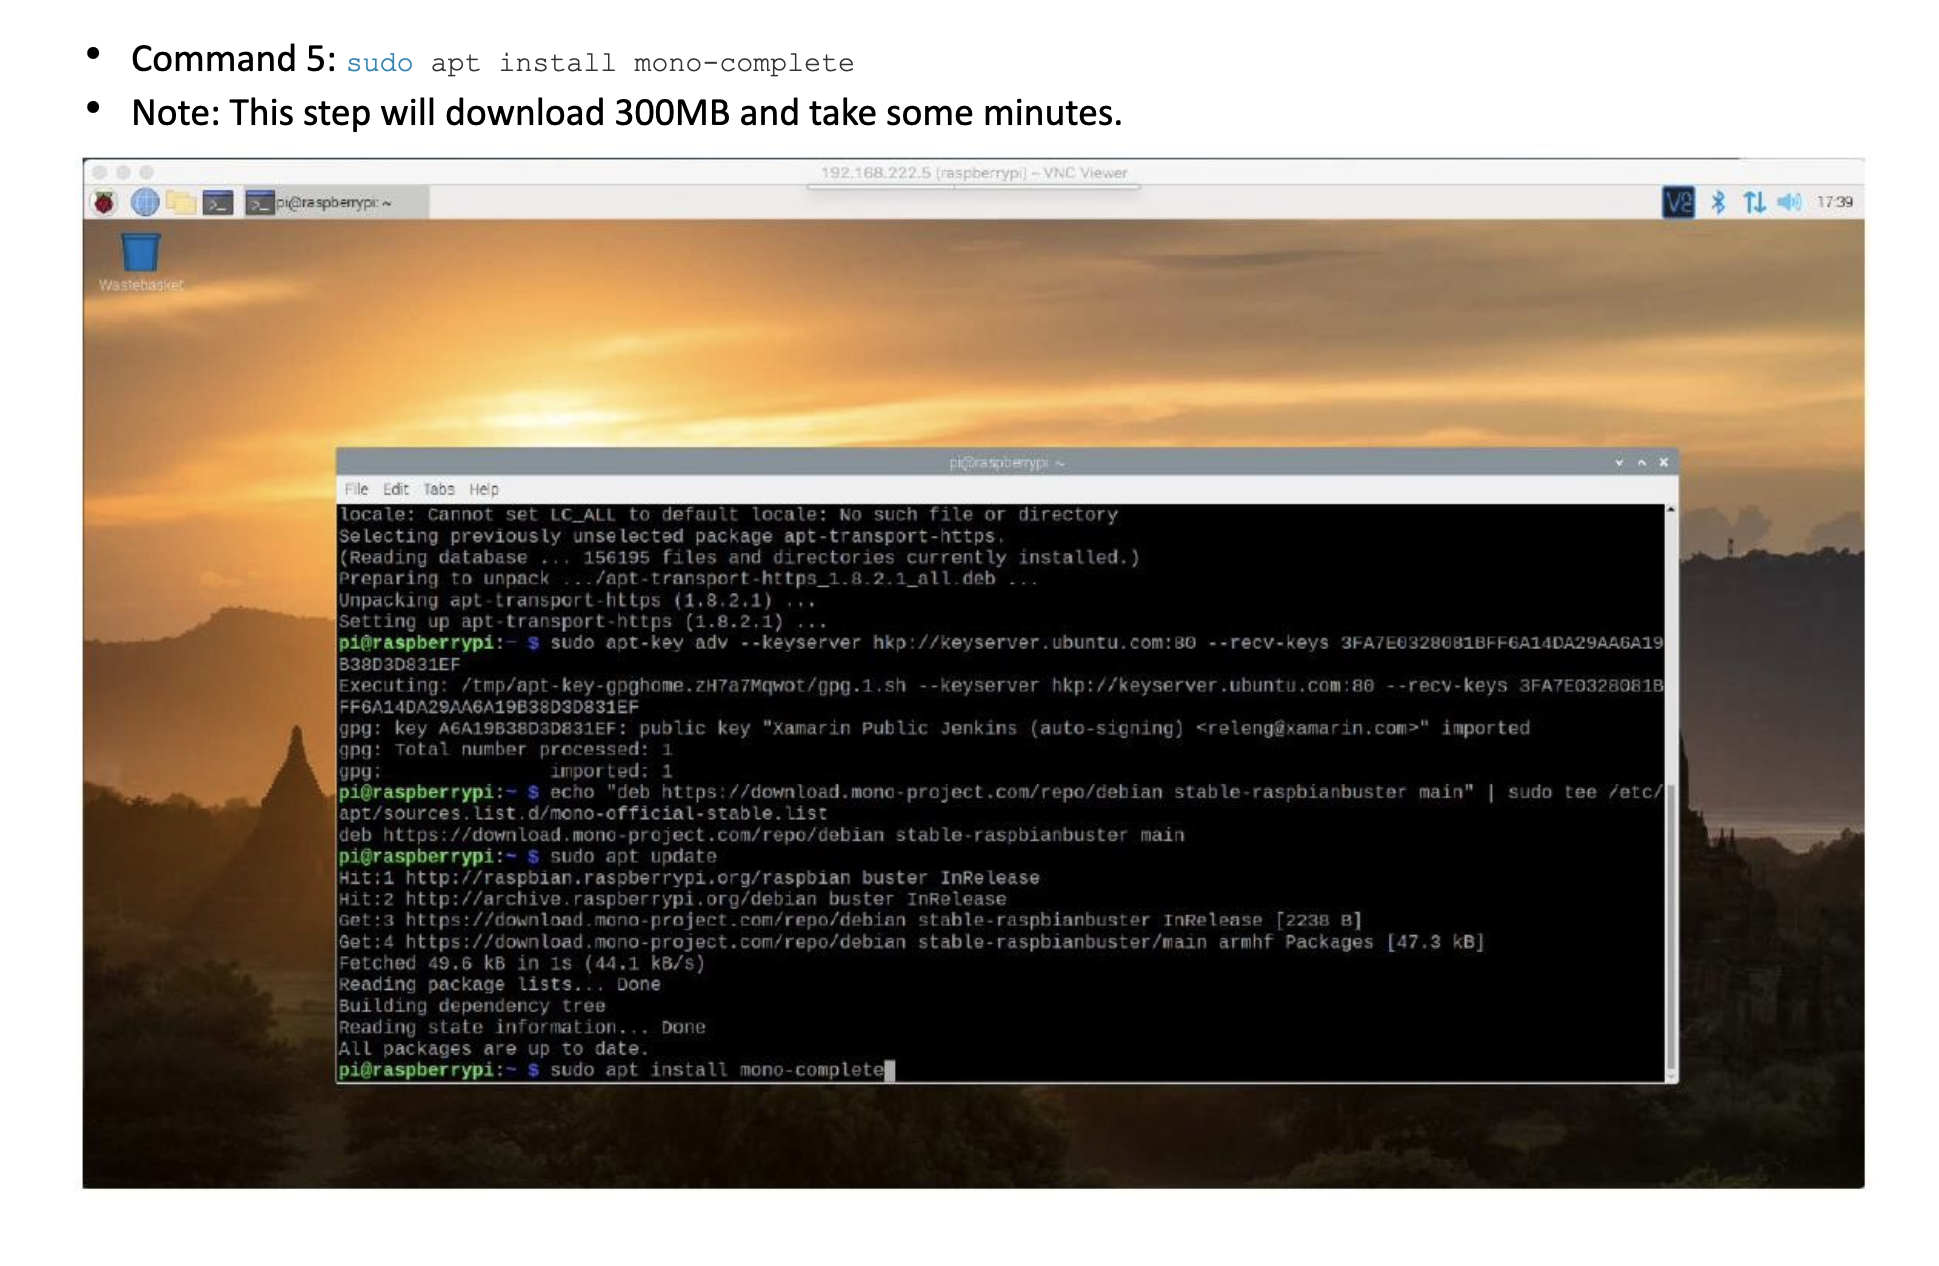 • Command 5: sudo apt install mono-complete
• Note: This step will download 300MB and take some minutes.
192.168.222.5 (raspberrypi) – VNC Viewer
pi@raspberrypi: ~
17:39
Wastebasket
pi@raspberrypi: ~
File Edit Tabs Help
locale: Cannot set LC_ALL to default locale: No such file or directory
Selecting previously unselected package apt-transport-https.
(Reading database ... 156195 files and directories currently installed.)
Preparing to unpack .../apt-transport-https_1.8.2.1_all.deb ...
Unpacking apt-transport-https (1.8.2.1) ...
Setting up apt-transport-https (1.8.2.1) ...
pi@raspberrypi:~ $ sudo apt-key adv --keyserver hkp://keyserver.ubuntu.com:80 --recv-keys 3FA7E0328081BFF6A14DA29AA6A19
B38D3D831EF
Executing: /tmp/apt-key-gpghome.zH7a7Mqwot/gpg.1.sh --keyserver hkp://keyserver.ubuntu.com:80 --recv-keys 3FA7E0328081B
FF6A14DA29AA6A19B38D3D831EF
gpg: key A6A19B38D3D831EF: public key "Xamarin Public Jenkins (auto-signing) <releng@xamarin.com>" imported
gpg: Total number processed: 1
gpg: imported: 1
pi@raspberrypi:~ $ echo "deb https://download.mono-project.com/repo/debian stable-raspbianbuster main" | sudo tee /etc/
apt/sources.list.d/mono-official-stable.list
deb https://download.mono-project.com/repo/debian stable-raspbianbuster main
pi@raspberrypi:~ $ sudo apt update
Hit:1 http://raspbian.raspberrypi.org/raspbian buster InRelease
Hit:2 http://archive.raspberrypi.org/debian buster InRelease
Get:3 https://download.mono-project.com/repo/debian stable-raspbianbuster InRelease [2238 B]
Get:4 https://download.mono-project.com/repo/debian stable-raspbianbuster/main armhf Packages [47.3 kB]
Fetched 49.6 kB in 1s (44.1 kB/s)
Reading package lists... Done
Building dependency tree
Reading state information... Done
All packages are up to date.
pi@raspberrypi:~ $ sudo apt install mono-complete